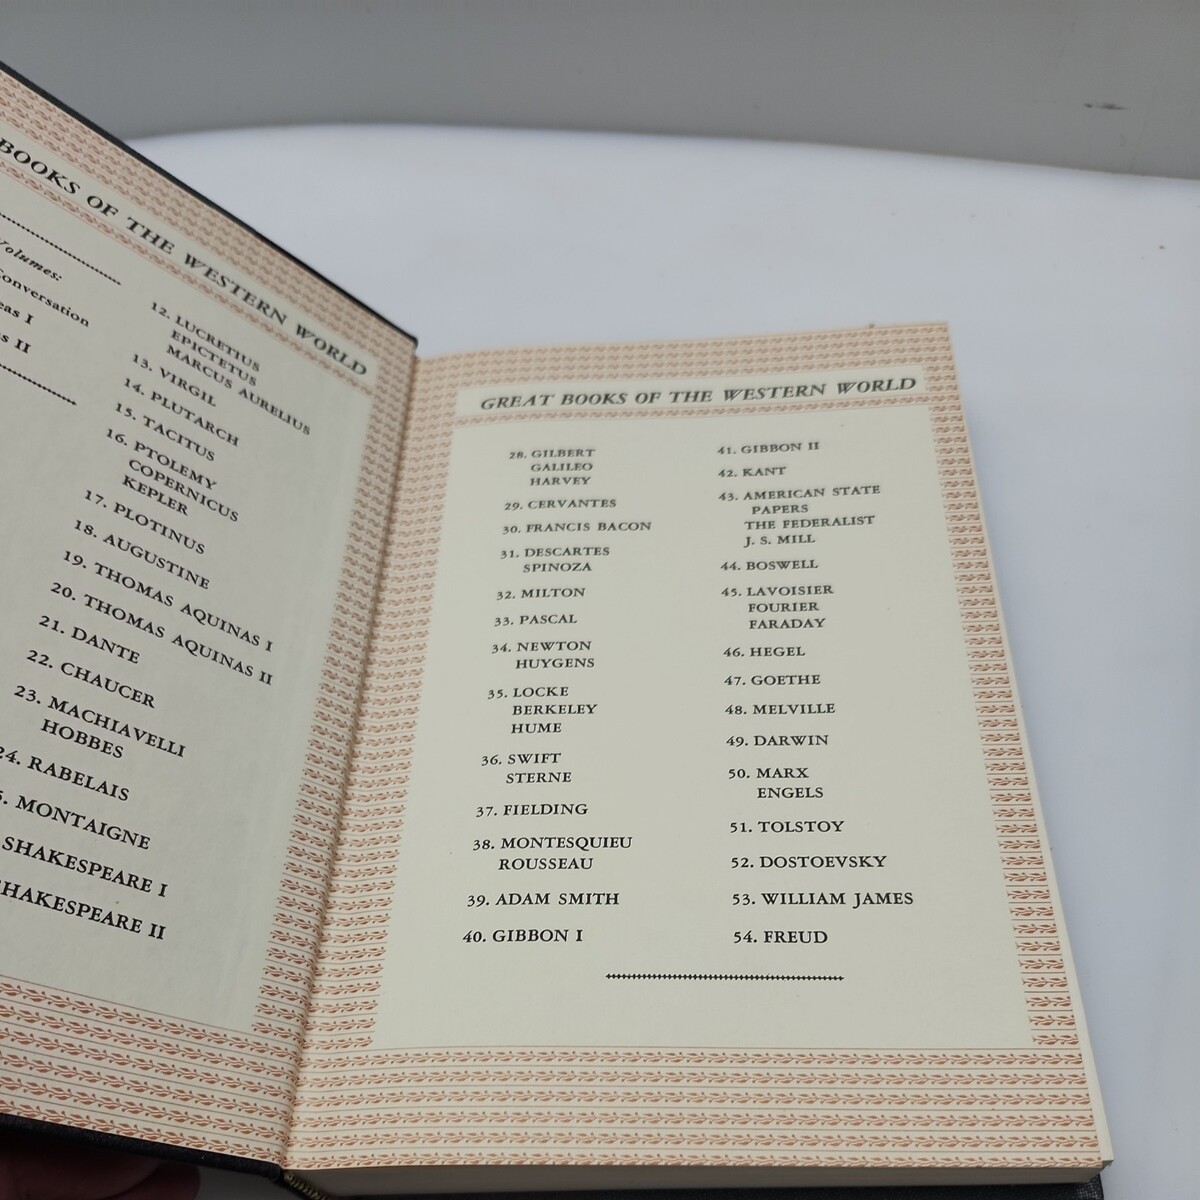 BOOKS OF THE WESTERN WORLD
Volumes:
Conversation
I
II
12. LUCRETIUS
EPICTETUS
MARCUS AURELIUS
13. VIRGIL
14. PLUTARCH
15. TACITUS
16. PTOLEMY
COPERNICUS
KEPLER
17. PLOTINUS
18. AUGUSTINE
19. THOMAS AQUINAS I
20. THOMAS AQUINAS II
21. DANTE
22. CHAUCER
23. MACHIAVELLI
HOBBES
24. RABELAIS
5. MONTAIGNE
SHAKESPEARE I
SHAKESPEARE II
GREAT BOOKS OF THE WESTERN WORLD
28. GILBERT
GALILEO
HARVEY
29. CERVANTES
30. FRANCIS BACON
31. DESCARTES
SPINOZA
32. MILTON
33. PASCAL
34. NEWTON
HUYGENS
35. LOCKE
BERKELEY
HUME
36. SWIFT
STERNE
37. FIELDING
38. MONTESQUIEU
ROUSSEAU
39. ADAM SMITH
40. GIBBON I
41. GIBBON II
42. KANT
43. AMERICAN STATE
PAPERS
THE FEDERALIST
J. S. MILL
44. BOSWELL
45. LAVOISIER
FOURIER
FARADAY
46. HEGEL
47. GOETHE
48. MELVILLE
49. DARWIN
50. MARX
ENGELS
51. TOLSTOY
52. DOSTOEVSKY
53. WILLIAM JAMES
54. FREUD